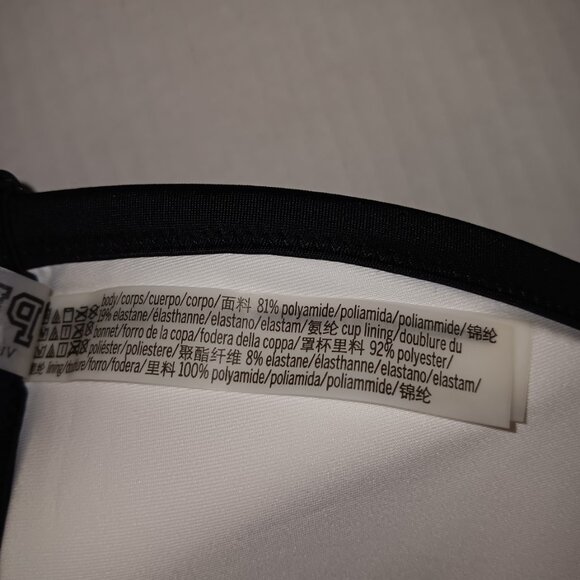 body/corps/cuerpo/corpo/面料 81% polyamide/poliamida/poliammide/锦纶
19% elastane/élasthanne/elastano/elastam/氨纶 cup lining/doublure du
bonnet/forro de la copa/fodera della coppa/罩杯里料 92% polyester/
poliéster/poliestere/聚酯纤维 8% elastane/élasthanne/elastano/elastam/
lining/doublure/forro/fodera/里料 100% polyamide/poliamida/poliammide/锦纶